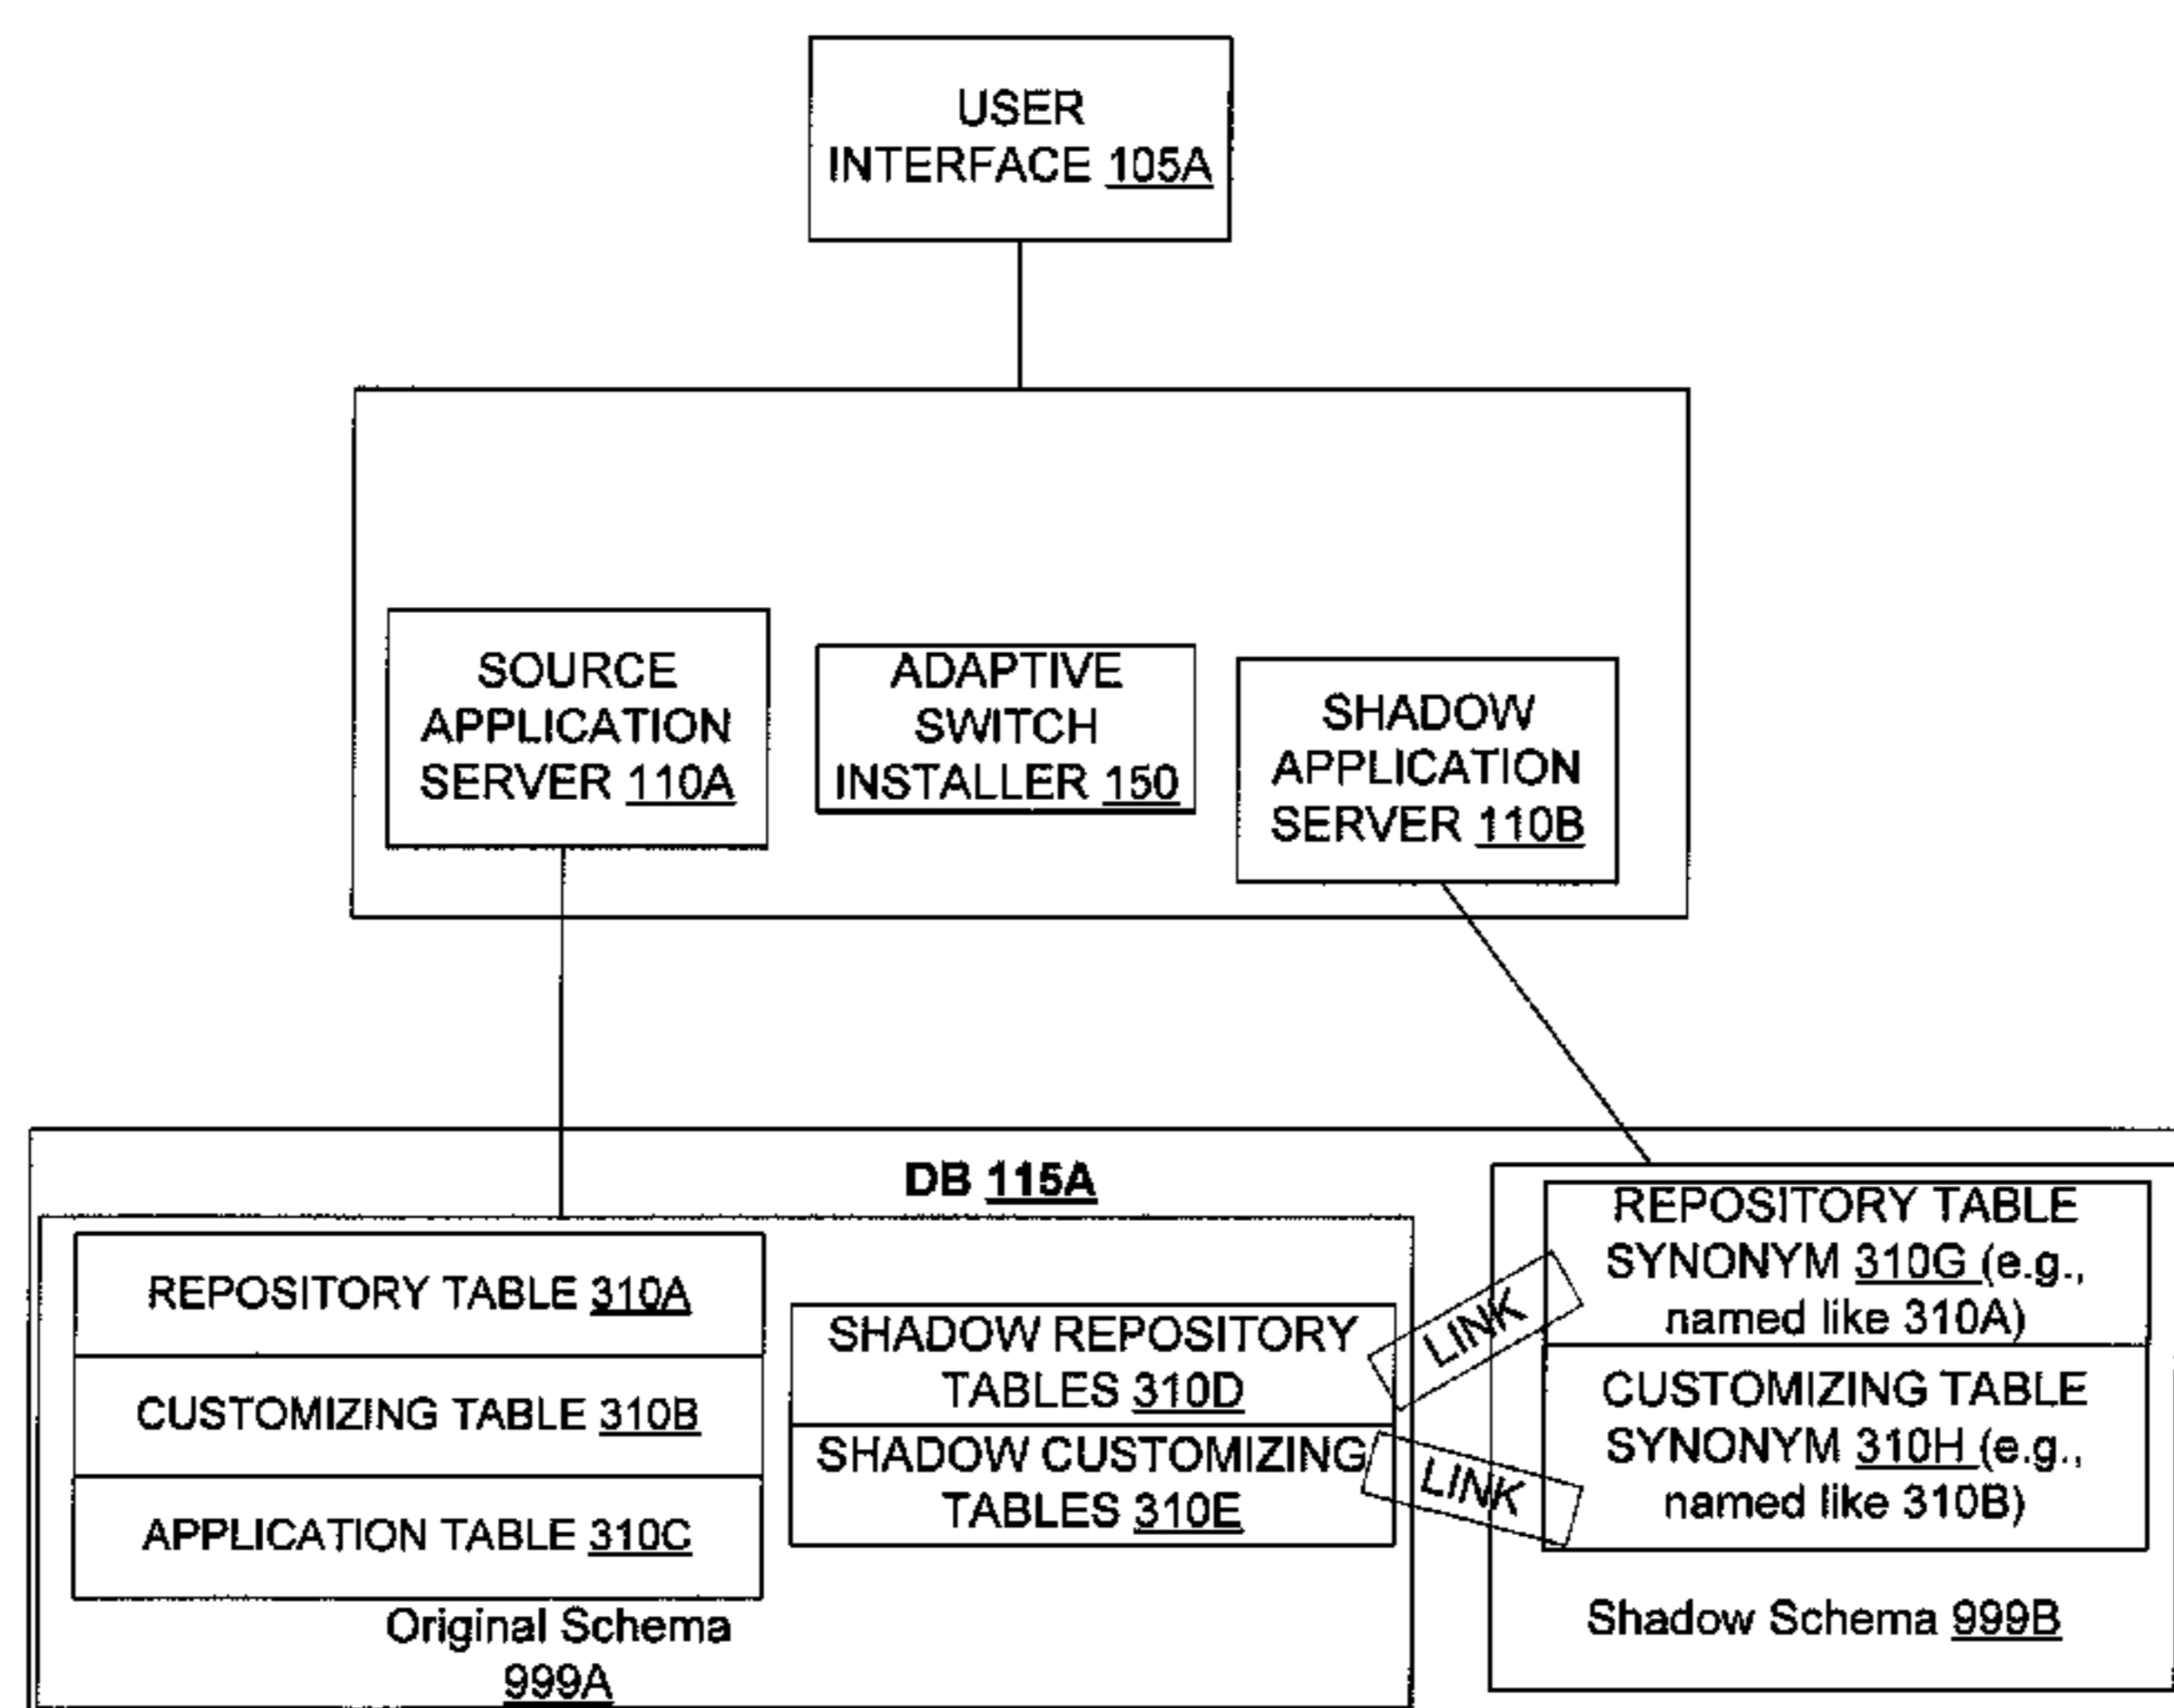 USER
INTERFACE 105A
SOURCE
APPLICATION
SERVER 110A
ADAPTIVE
SWITCH
INSTALLER 150
SHADOW
APPLICATION
SERVER 110B
DB 115A
REPOSITORY TABLE 310A
CUSTOMIZING TABLE 310B
APPLICATION TABLE 310C
Original Schema
999A
SHADOW REPOSITORY
TABLES 310D
SHADOW CUSTOMIZING
TABLES 310E
LINK
LINK
REPOSITORY TABLE
SYNONYM 310G (e.g.,
named like 310A)
CUSTOMIZING TABLE
SYNONYM 310H (e.g.,
named like 310B)
Shadow Schema 999B